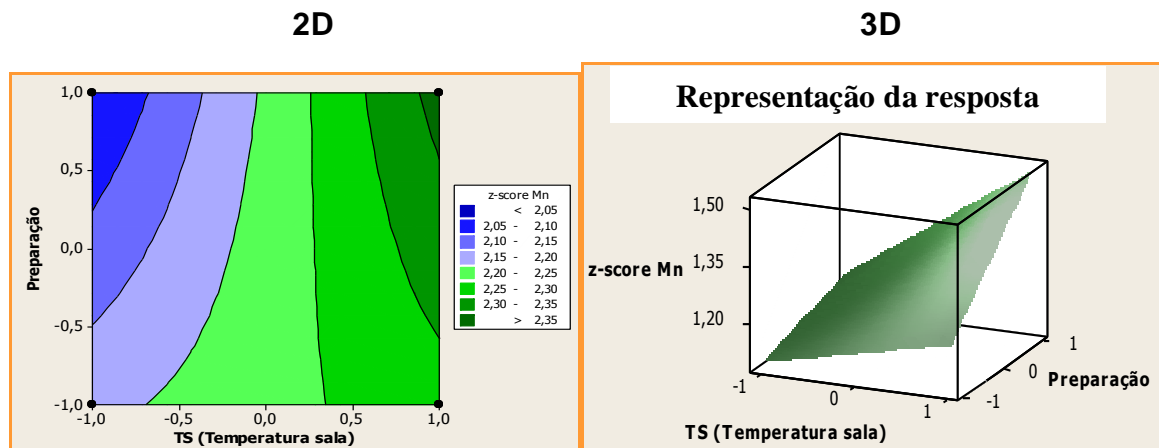 2D
3D
1,0
0,5
0,0
-0,5
-1,0
Preparação
-1,0
-0,5
0,0
0,5
1,0
TS (Temperatura sala)
z-score Mn
< 2,05
2,05 - 2,10
2,10 - 2,15
2,15 - 2,20
2,20 - 2,25
2,25 - 2,30
2,30 - 2,35
> 2,35
Representação da resposta
1,50
1,35
1,20
z-score Mn
-1
0
1
TS (Temperatura sala)
-1
0
1
Preparação